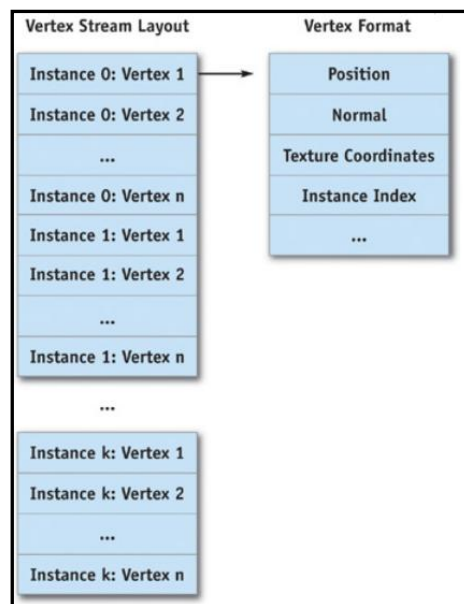 Vertex Stream Layout
Instance 0: Vertex 1
Instance 0: Vertex 2
...
Instance 0: Vertex n
Instance 1: Vertex 1
Instance 1: Vertex 2
...
Instance 1: Vertex n
...
Instance k: Vertex 1
Instance k: Vertex 2
...
Instance k: Vertex n
Vertex Format
Position
Normal
Texture Coordinates
Instance Index
...